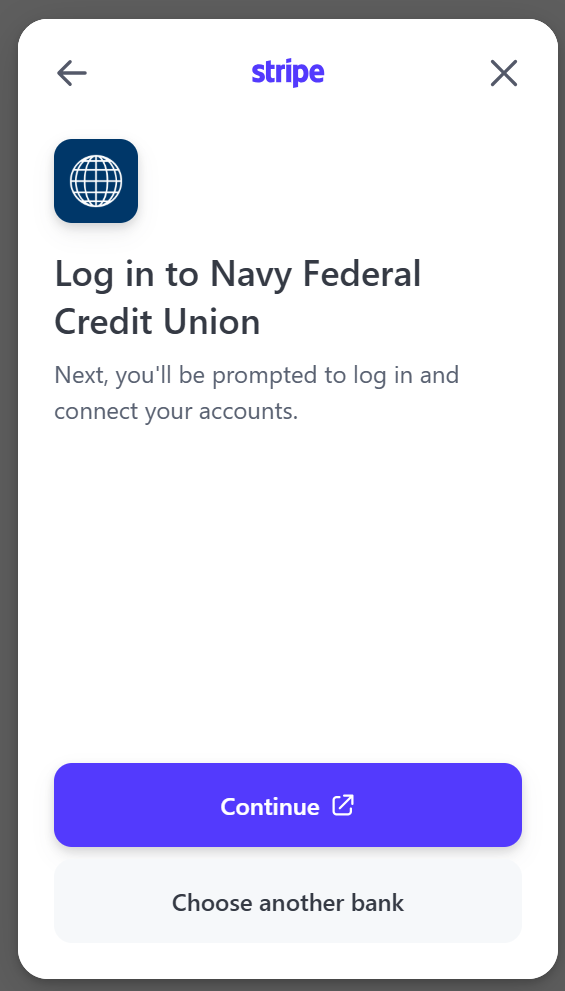 stripe
Log in to Navy Federal
Credit Union
Next, you'll be prompted to log in and
connect your accounts.
Continue
Choose another bank